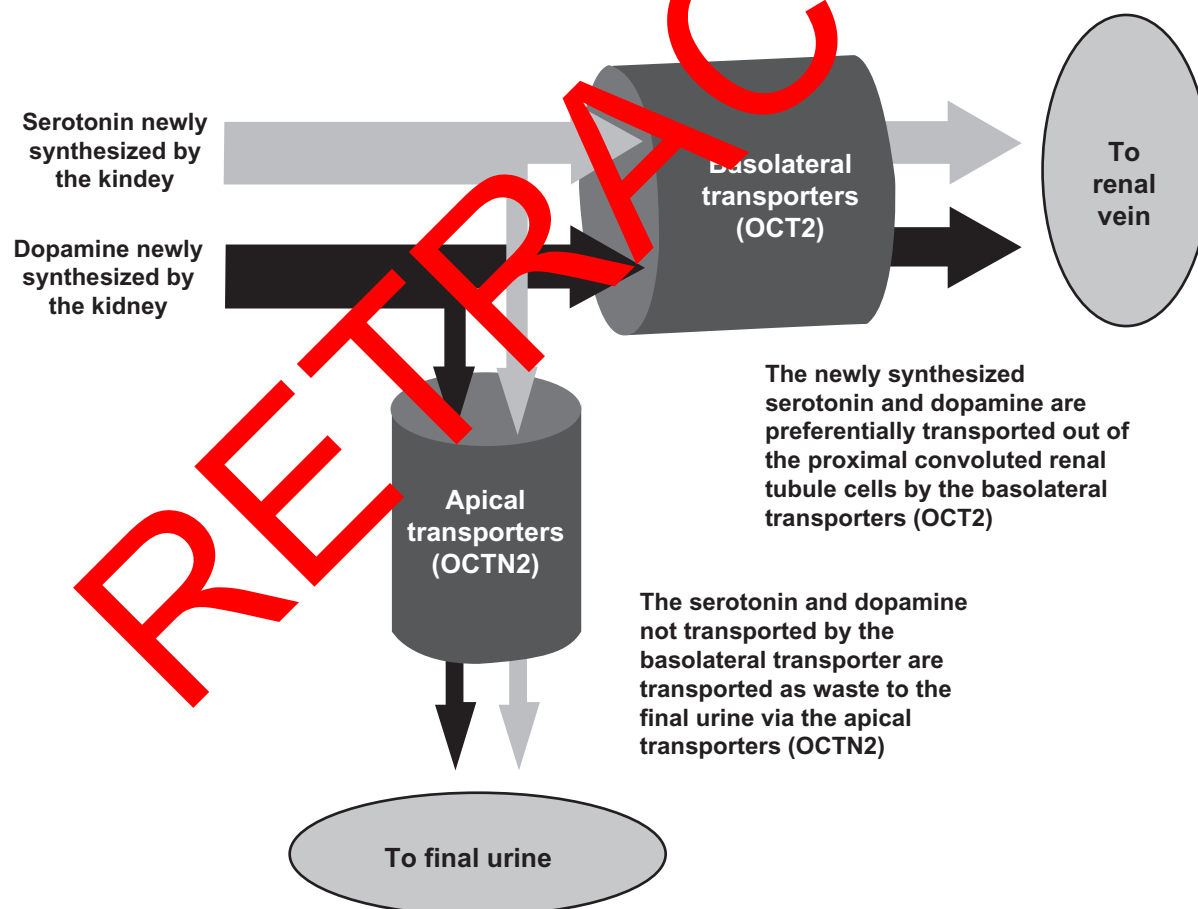 Serotonin newly
synthesized by
the kindey
Dopamine newly
synthesized by
the kidney
Basolateral
transporters
(OCT2)
To
renal
vein
The newly synthesized
serotonin and dopamine are
preferentially transported out of
the proximal convoluted renal
tubule cells by the basolateral
transporters (OCT2)
Apical
transporters
(OCTN2)
The serotonin and dopamine
not transported by the
basolateral transporter are
transported as waste to the
final urine via the apical
transporters (OCTN2)
To final urine
RETRAC